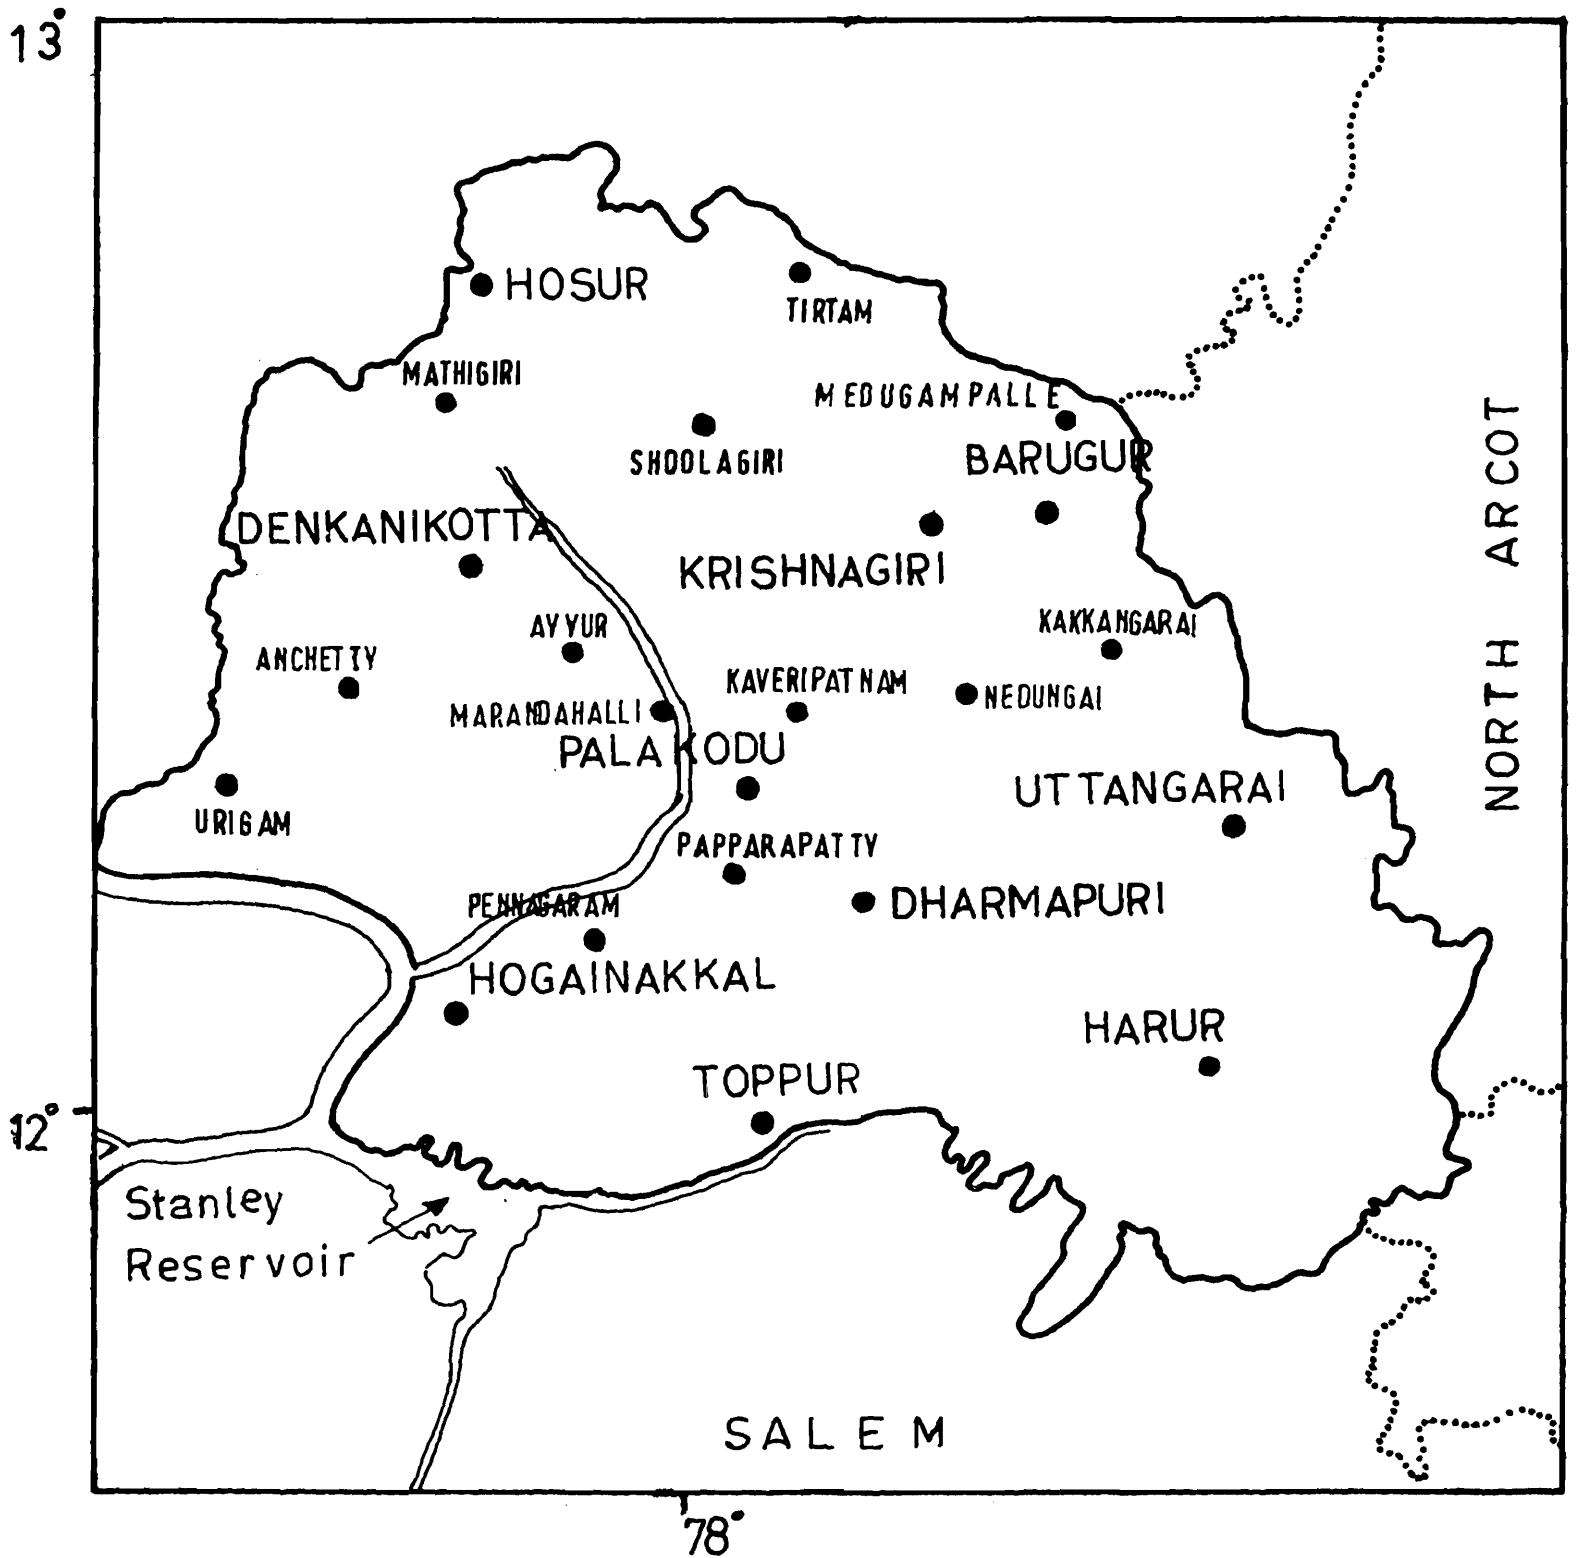 13°
HOSUR
TIRTAM
MATHIGIRI
MEDUGAMPALLE
SHOOLAGIRI
BARUGUR
DENKANIKOTTA
KRISHNAGIRI
AYYUR
KAKKANGARAI
ANCHETTY
KAVERIPATNAM
NEDUNGAI
MARANDAHALLI
PALAKODU
UTTANGARAI
URIGAM
PAPPARAPATTY
PENNAGARAM
DHARMAPURI
HOGAINAKKAL
HARUR
TOPPUR
12°
Stanley
Reservoir
NORTH ARCOT
SALEM
78°